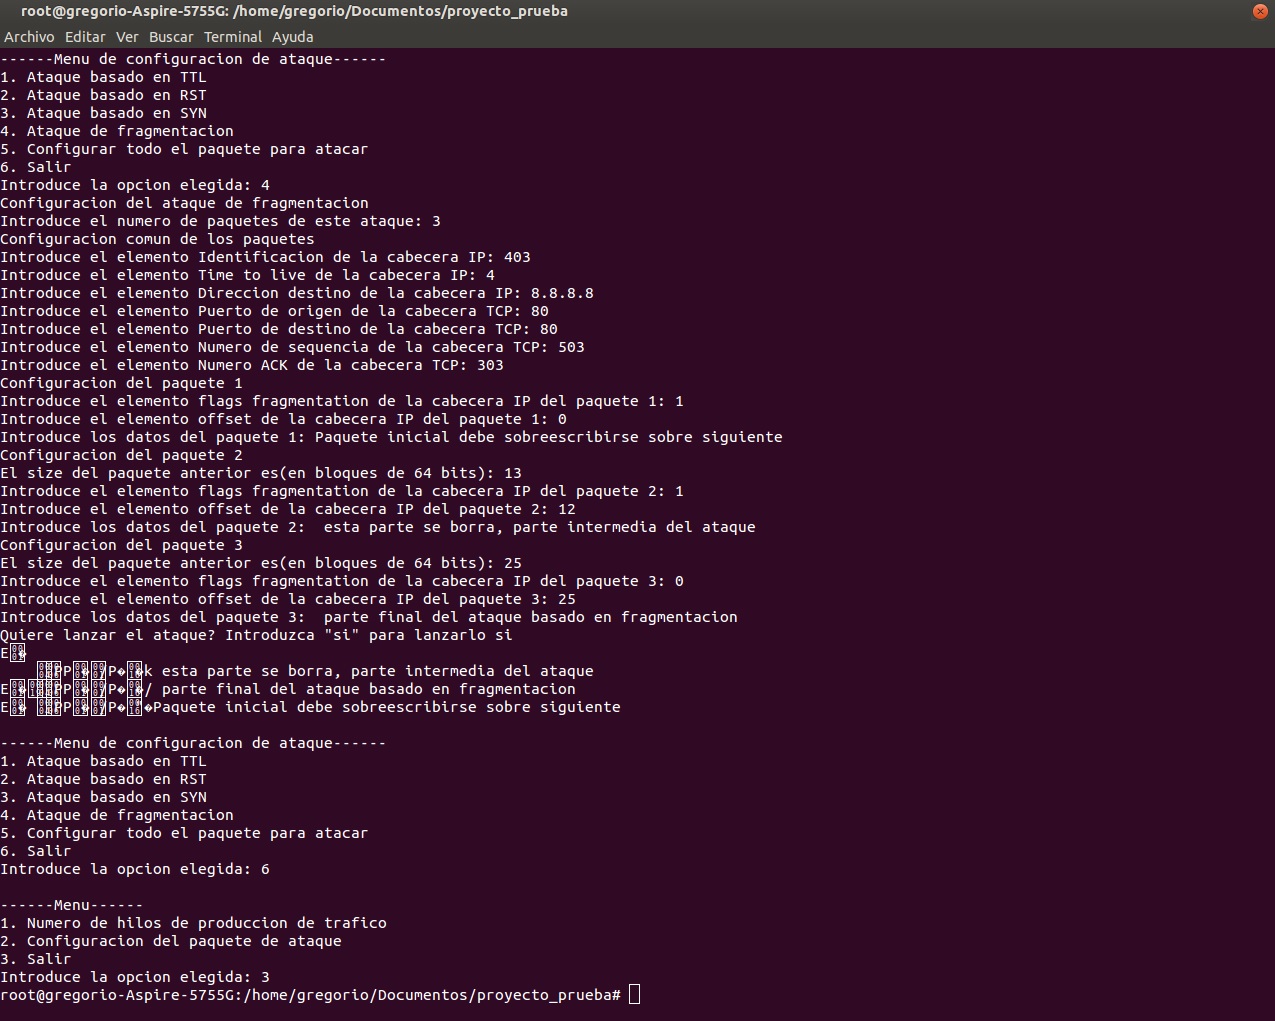 root@gregorio-Aspire-5755G: /home/gregorio/Documentos/proyecto_prueba
Archivo Editar Ver Buscar Terminal Ayuda
------Menu de configuracion de ataque------
1. Ataque basado en TTL
2. Ataque basado en RST
3. Ataque basado en SYN
4. Ataque de fragmentacion
5. Configurar todo el paquete para atacar
6. Salir
Introduce la opcion elegida: 4
Configuracion del ataque de fragmentacion
Introduce el numero de paquetes de este ataque: 3
Configuracion comun de los paquetes
Introduce el elemento Identificacion de la cabecera IP: 403
Introduce el elemento Time to live de la cabecera IP: 4
Introduce el elemento Direccion destino de la cabecera IP: 8.8.8.8
Introduce el elemento Puerto de origen de la cabecera TCP: 80
Introduce el elemento Puerto de destino de la cabecera TCP: 80
Introduce el elemento Numero de sequencia de la cabecera TCP: 503
Introduce el elemento Numero ACK de la cabecera TCP: 303
Configuracion del paquete 1
Introduce el elemento flags fragmentation de la cabecera IP del paquete 1: 1
Introduce el elemento offset de la cabecera IP del paquete 1: 0
Introduce los datos del paquete 1: Paquete inicial debe sobreescribirse sobre siguiente
Configuracion del paquete 2
El size del paquete anterior es(en bloques de 64 bits): 13
Introduce el elemento flags fragmentation de la cabecera IP del paquete 2: 1
Introduce el elemento offset de la cabecera IP del paquete 2: 12
Introduce los datos del paquete 2:  esta parte se borra, parte intermedia del ataque
Configuracion del paquete 3
El size del paquete anterior es(en bloques de 64 bits): 25
Introduce el elemento flags fragmentation de la cabecera IP del paquete 3: 0
Introduce el elemento offset de la cabecera IP del paquete 3: 25
Introduce los datos del paquete 3:  parte final del ataque basado en fragmentacion
Quiere lanzar el ataque? Introduzca "si" para lanzarlo si
E
PP /P k esta parte se borra, parte intermedia del ataque
E PP /P / parte final del ataque basado en fragmentacion
E PP /P Paquete inicial debe sobreescribirse sobre siguiente
------Menu de configuracion de ataque------
1. Ataque basado en TTL
2. Ataque basado en RST
3. Ataque basado en SYN
4. Ataque de fragmentacion
5. Configurar todo el paquete para atacar
6. Salir
Introduce la opcion elegida: 6
------Menu------
1. Numero de hilos de produccion de trafico
2. Configuracion del paquete de ataque
3. Salir
Introduce la opcion elegida: 3
root@gregorio-Aspire-5755G:/home/gregorio/Documentos/proyecto_prueba#